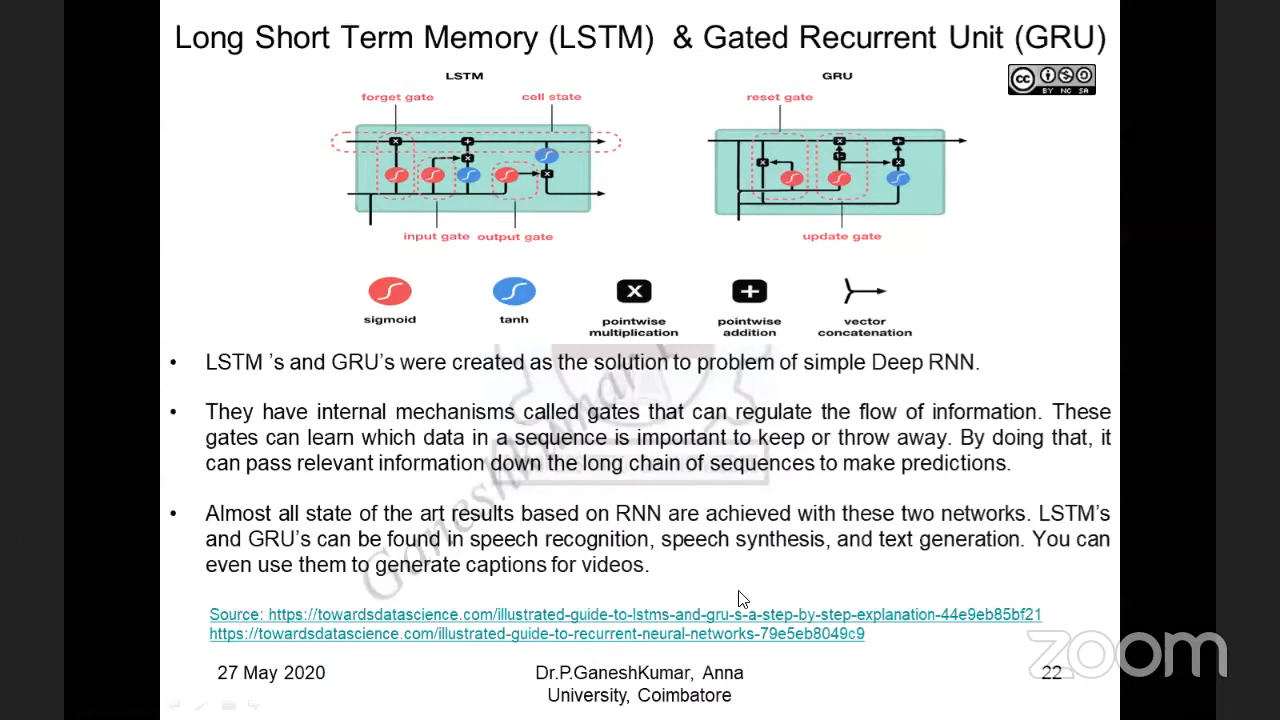 Long Short Term Memory (LSTM) & Gated Recurrent Unit (GRU)
LSTM
GRU
forget gate
cell state
reset gate
cc
BY NC SA
input gate
output gate
update gate
sigmoid
tanh
pointwise
multiplication
pointwise
addition
vector
concatenation
• LSTM 's and GRU's were created as the solution to problem of simple Deep RNN.
• They have internal mechanisms called gates that can regulate the flow of information. These
gates can learn which data in a sequence is important to keep or throw away. By doing that, it
can pass relevant information down the long chain of sequences to make predictions.
• Almost all state of the art results based on RNN are achieved with these two networks. LSTM's
and GRU's can be found in speech recognition, speech synthesis, and text generation. You can
even use them to generate captions for videos.
Ganeshkumar
Source: https://towardsdatascience.com/illustrated-guide-to-lstms-and-gru-s-a-step-by-step-explanation-44e9eb85bf21
https://towardsdatascience.com/illustrated-guide-to-recurrent-neural-networks-79e5eb8049c9
27 May 2020
Dr.P.GaneshKumar, Anna
University, Coimbatore
22
zoom